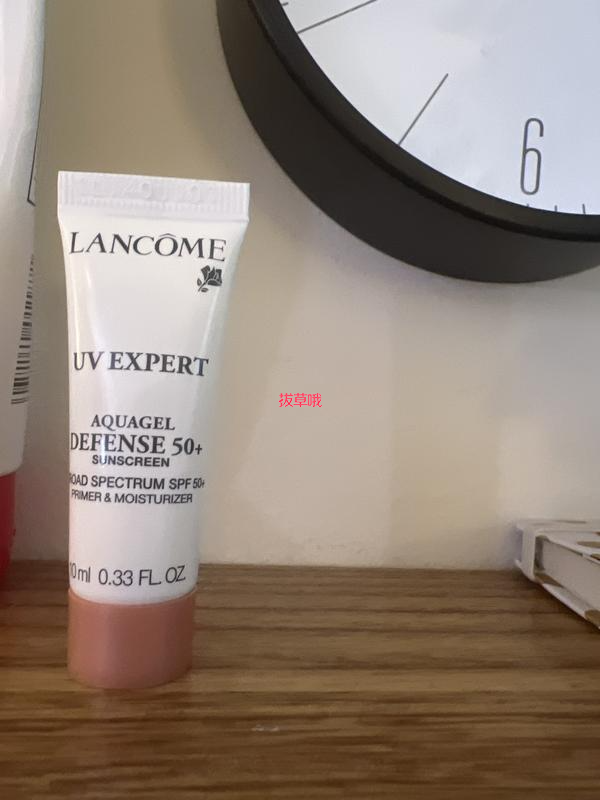 LANCÔME
UV EXPERT
AQUAGEL
DEFENSE 50+
SUNSCREEN
ROAD SPECTRUM SPF 50+
PRIMER & MOISTURIZER
10 ml 0.33 FL. OZ.
拔草哦
6